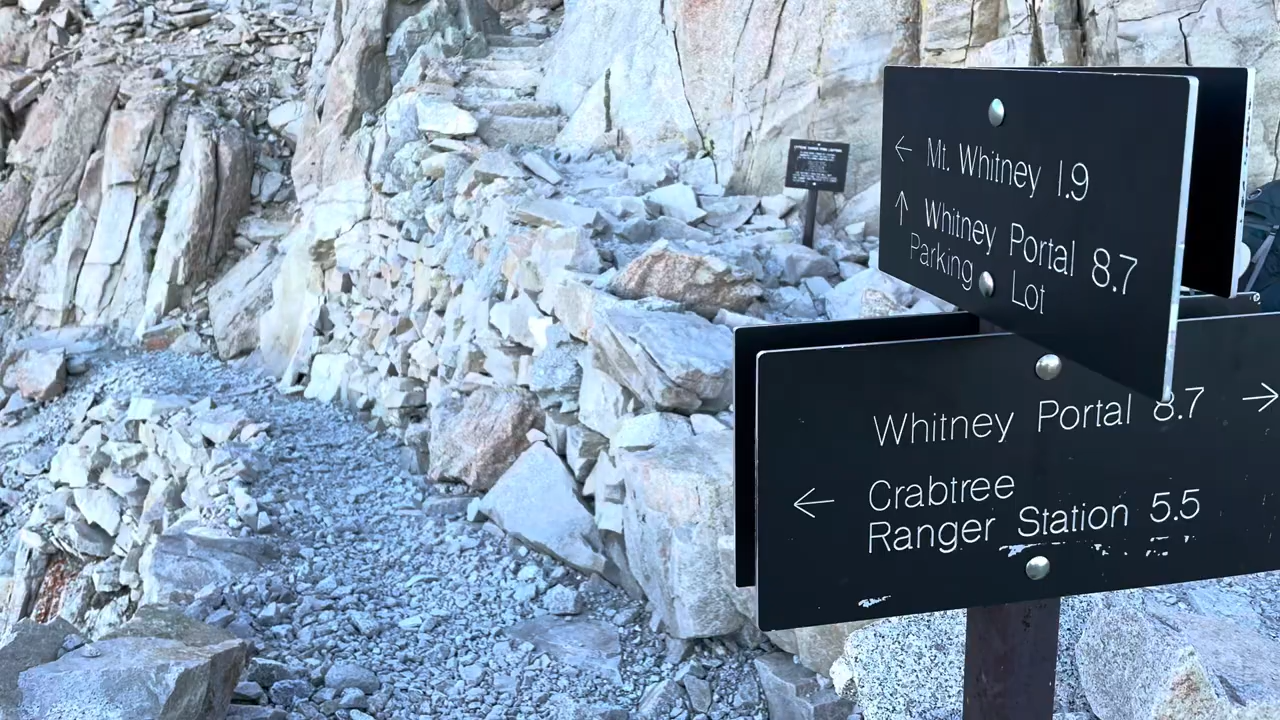 ← Mt. Whitney 1.9
↑ Whitney Portal 8.7
Parking Lot
Whitney Portal 8.7 →
← Crabtree
Ranger Station 5.5